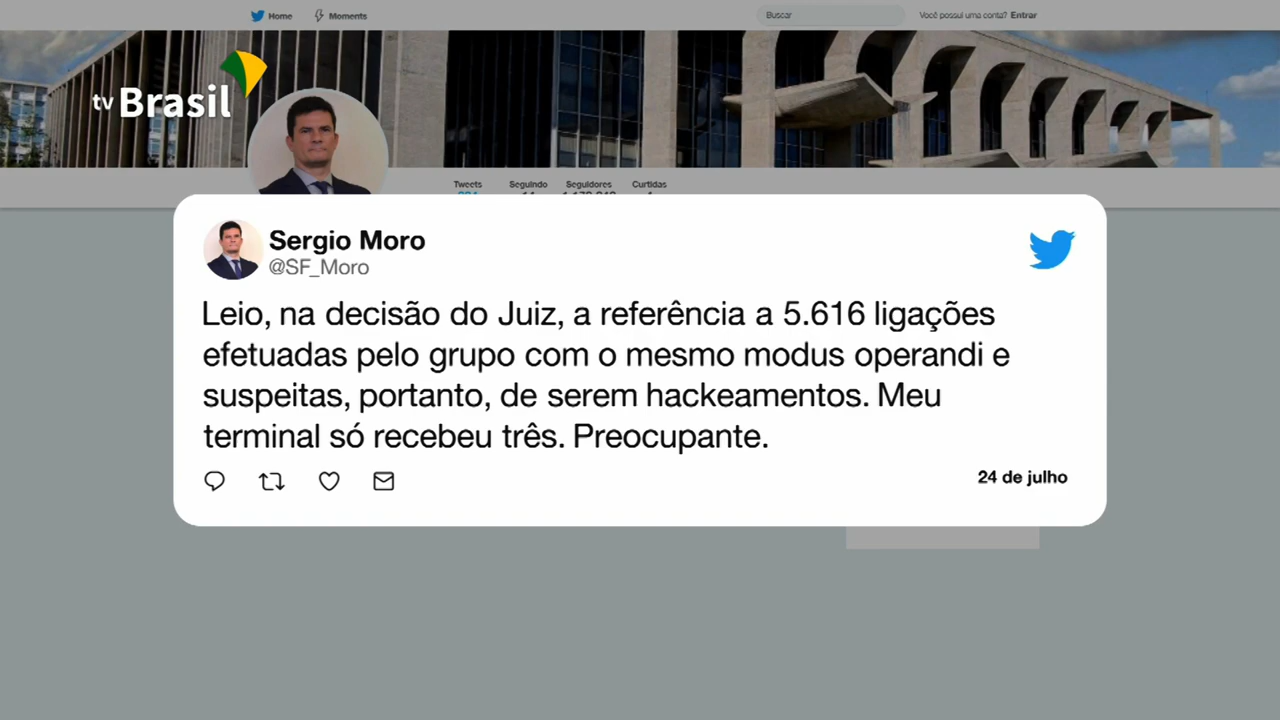 Home Moments Buscar Você possui uma conta? Entrar
tv Brasil
Tweets Seguindo Seguidores Curtidas
Sergio Moro
@SF_Moro
Leio, na decisão do Juiz, a referência a 5.616 ligações
efetuadas pelo grupo com o mesmo modus operandi e
suspeitas, portanto, de serem hackeamentos. Meu
terminal só recebeu três. Preocupante.
24 de julho